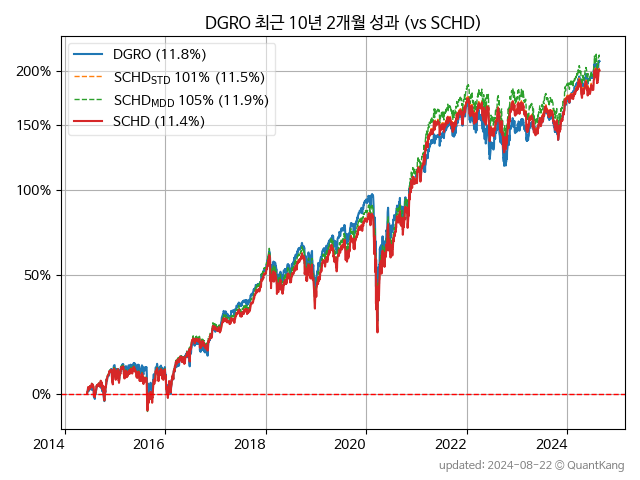 DGRO 최근 10년 2개월 성과 (vs SCHD)
DGRO (11.8%)
SCHD_STD 101% (11.5%)
SCHD_MDD 105% (11.9%)
SCHD (11.4%)
200%
150%
100%
50%
0%
2014 2016 2018 2020 2022 2024
updated: 2024-08-22 © QuantKang